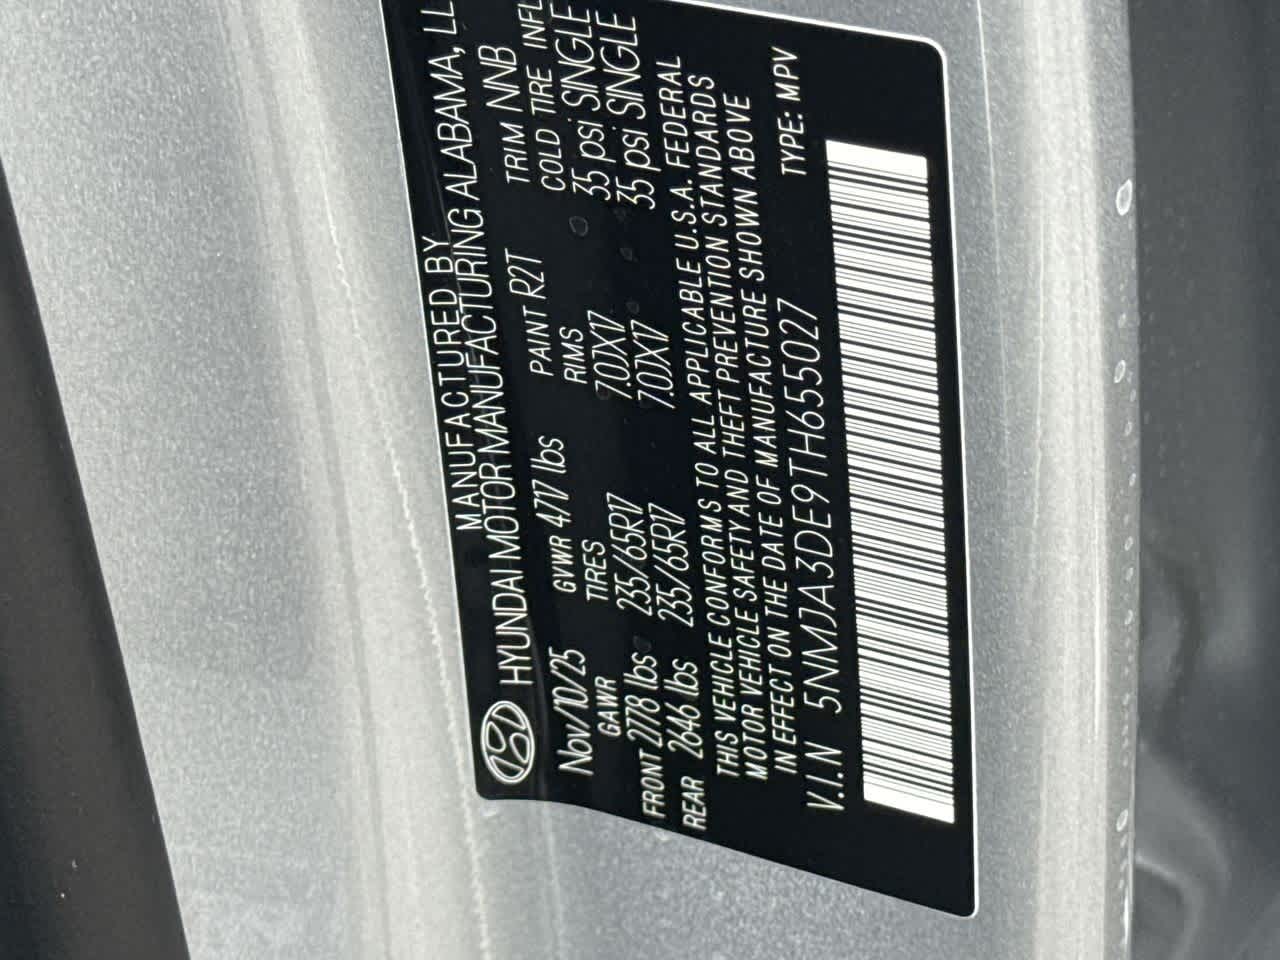 MANUFACTURED BY
HYUNDAI MOTOR MANUFACTURING ALABAMA,
Nov/10/25 GVWR 4717 lbs PAINT R2T TRIM NNB
GAWR TIRES RIMS COLD TIRE INFL
FRONT 2778 lbs 235/65R17 7.0JX17 35 psi SINGLE
REAR 2646 lbs 235/65R17 7.0JX17 35 psi SINGLE
THIS VEHICLE CONFORMS TO ALL APPLICABLE U.S.A. FEDERAL
MOTOR VEHICLE SAFETY AND THEFT PREVENTION STANDARDS
IN EFFECT ON THE DATE OF MANUFACTURE SHOWN ABOVE
V.I.N 5NMJA3DE9TH655027 TYPE: MPV